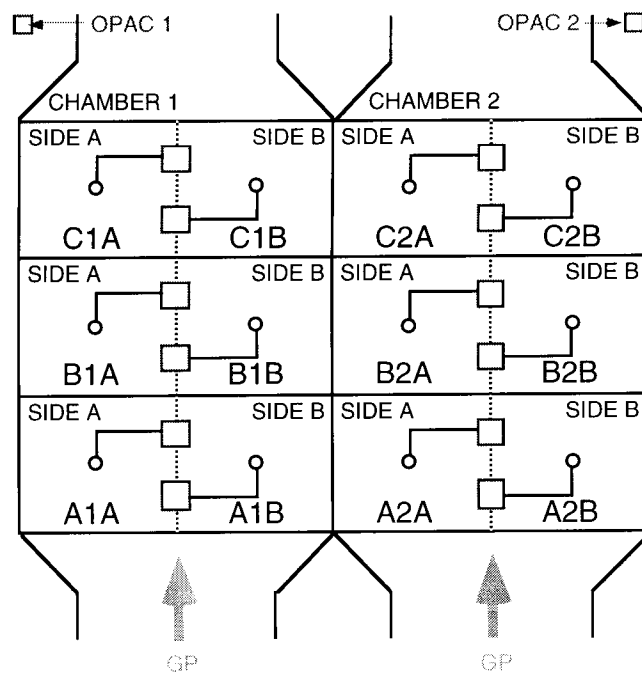 OPAC 1 OPAC 2
CHAMBER 1 CHAMBER 2
SIDE A SIDE B SIDE A SIDE B
C1A C1B C2A C2B
SIDE A SIDE B SIDE A SIDE B
B1A B1B B2A B2B
SIDE A SIDE B SIDE A SIDE B
A1A A1B A2A A2B
GP GP